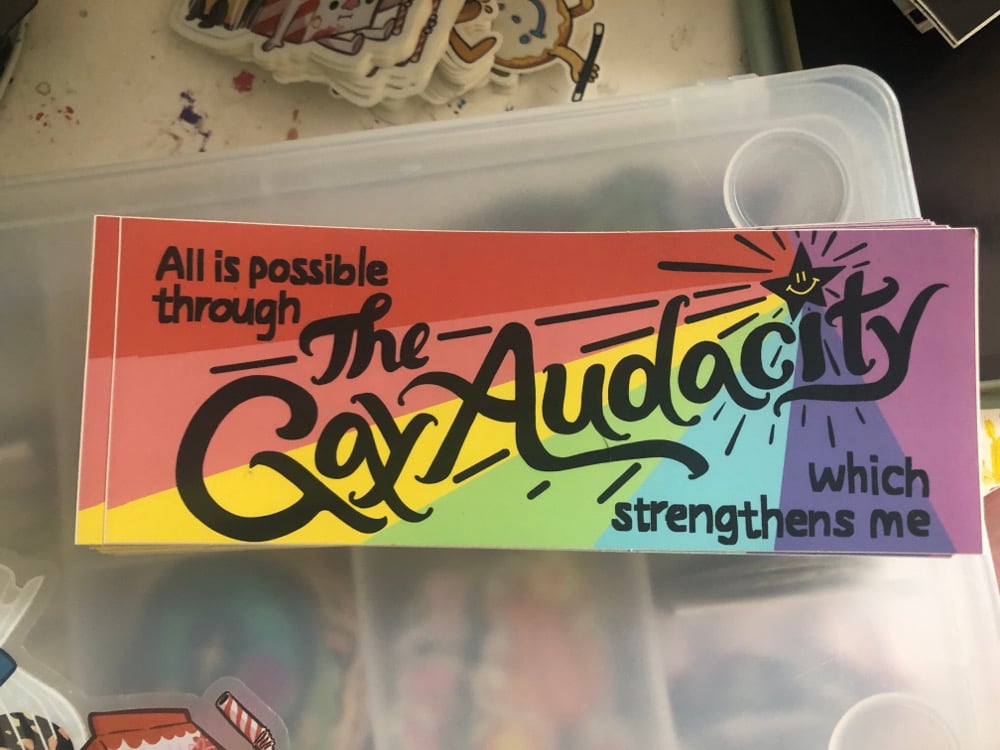 All is possible
through
The
Gay Audacity
which
strengthens me